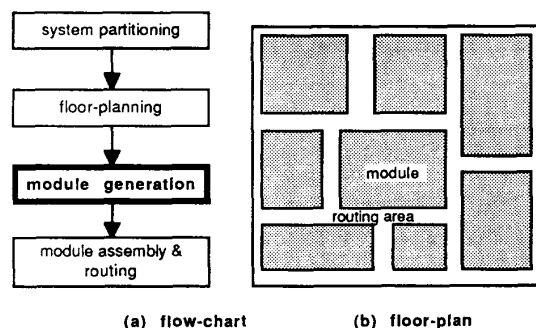 system partitioning
floor-planning
module generation
module assembly &
routing
module
routing area
(a) flow-chart
(b) floor-plan